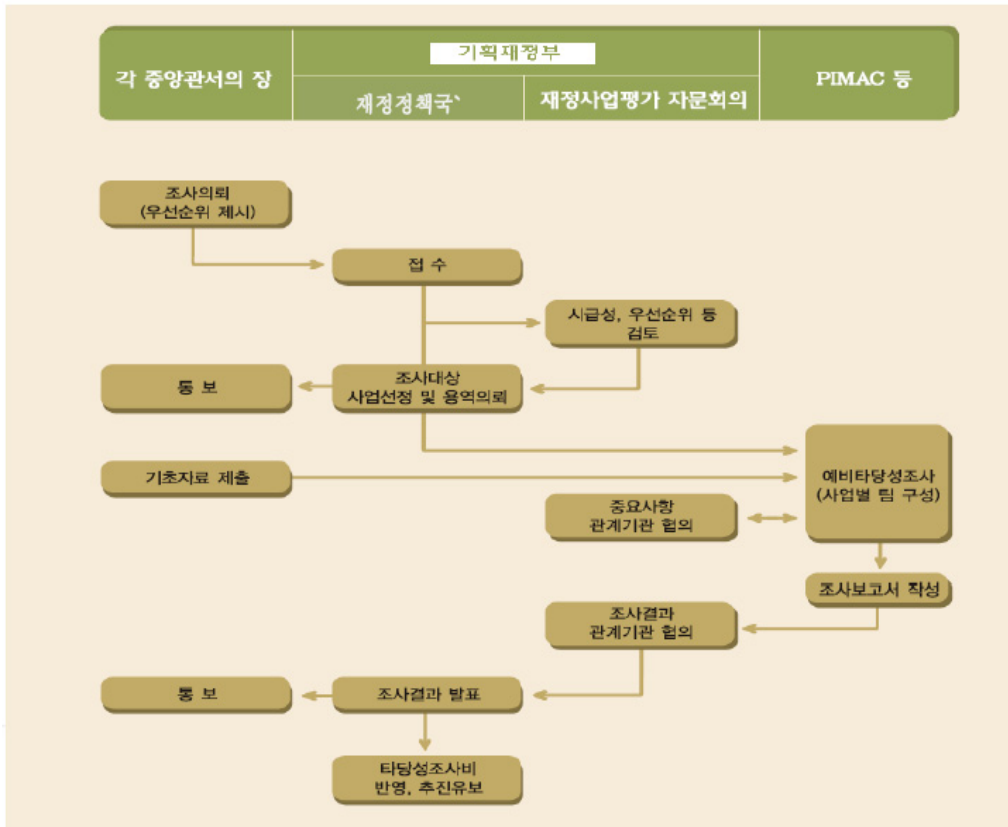 각 중앙관서의 장
기획재정부
재정정책국`
재정사업평가 자문회의
PIMAC 등
조사의뢰
(우선순위 제시)
접 수
시급성, 우선순위 등
검토
통 보
조사대상
사업선정 및 용역의뢰
기초자료 제출
예비타당성조사
(사업별 팀 구성)
중요사항
관계기관 협의
조사보고서 작성
조사결과
관계기관 협의
통 보
조사결과 발표
타당성조사비
반영, 추진유보